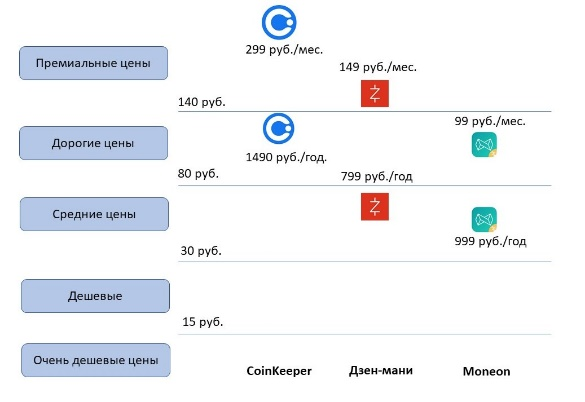 299 руб./мес.
Премиальные цены
149 руб./мес.
140 руб.
Дорогие цены
99 руб./мес.
1490 руб./год.
80 руб.
799 руб./год
Средние цены
999 руб./год
30 руб.
Дешевые
15 руб.
Очень дешевые цены
CoinKeeper
Дзен-мани
Moneon